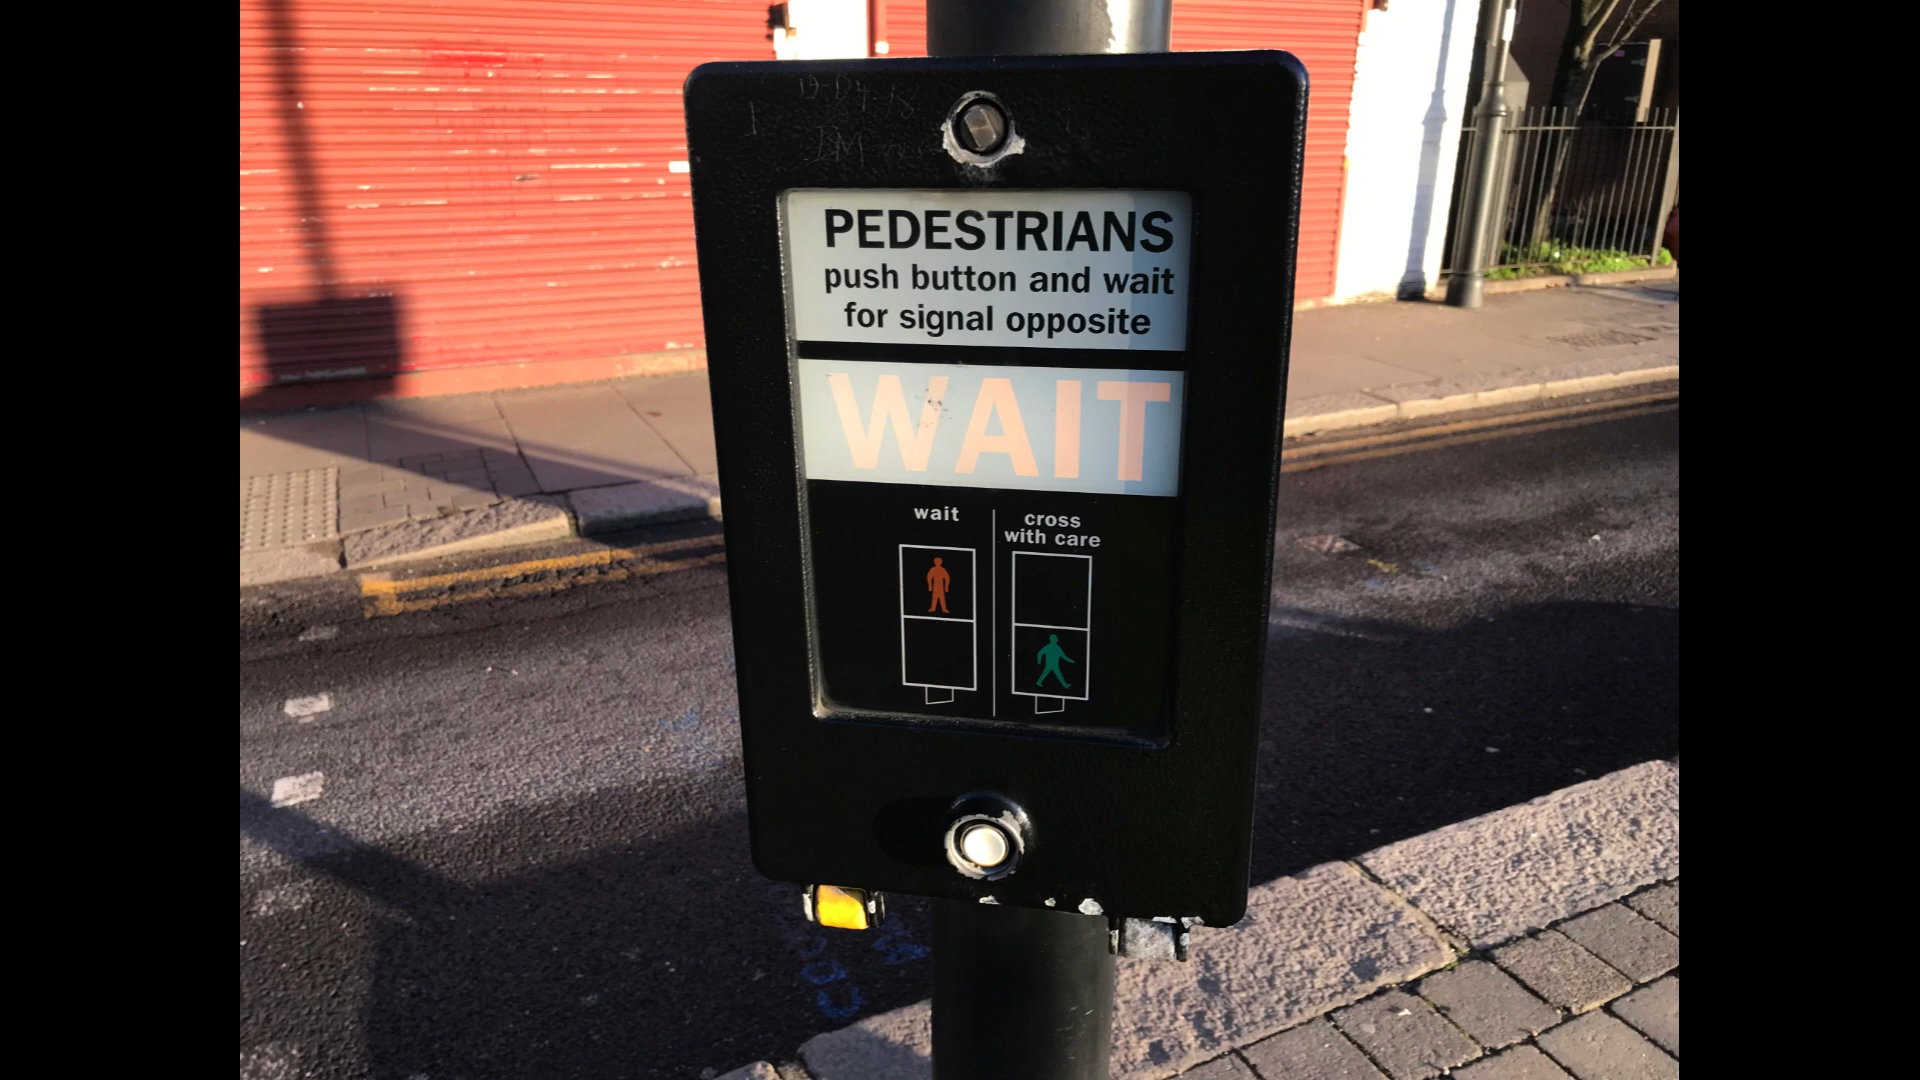 PEDESTRIANS
push button and wait
for signal opposite
WAIT
wait
cross
with care